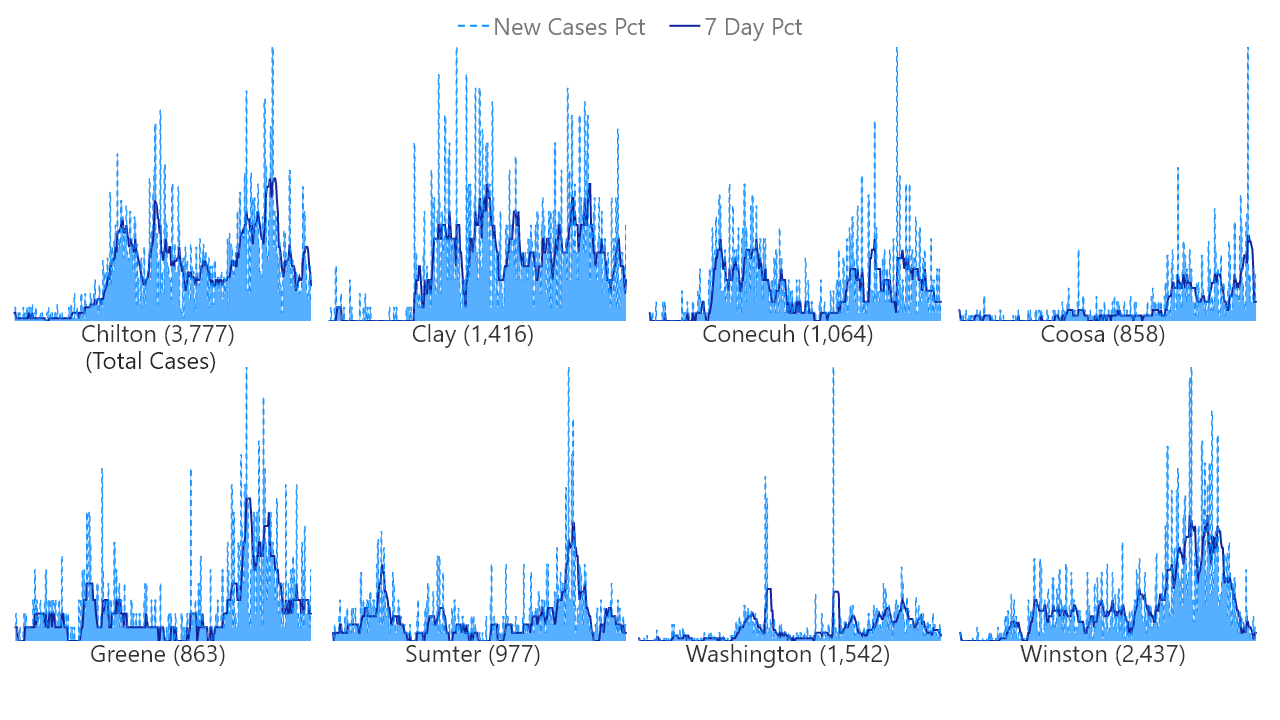 New Cases Pct 7 Day Pct
Chilton (3,777) Clay (1,416) Conecuh (1,064) Coosa (858)
(Total Cases)
Greene (863) Sumter (977) Washington (1,542) Winston (2,437)